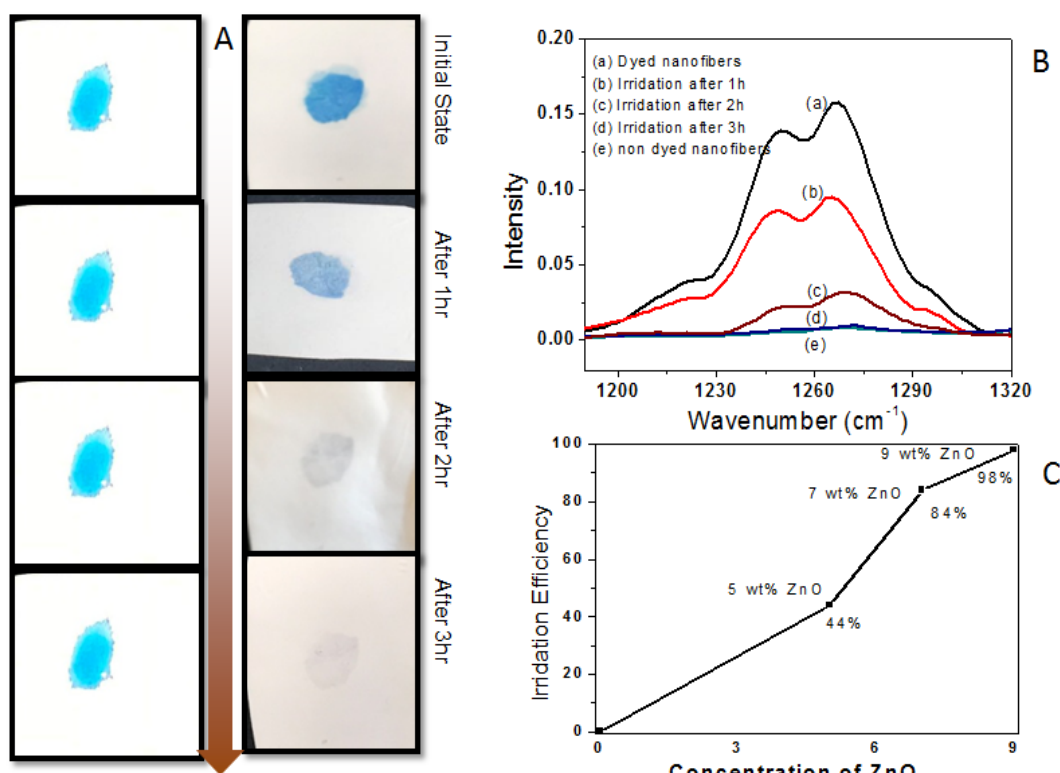 A
Initial State
After 1hr
After 2hr
After 3hr
B
0.20
0.15
0.10
0.05
0.00
Intensity
(a) Dyed nanofibers
(b) Irridation after 1h
(c) Irridation after 2h
(d) Irridation after 3h
(e) non dyed nanofibers
(a)
(b)
(c)
(d)
(e)
1200 1230 1260 1290 1320
Wavenumber (cm⁻¹)
C
100
80
60
40
20
0
Irridation Efficiency
9 wt% ZnO
98%
7 wt% ZnO
84%
5 wt% ZnO
44%
0 3 6 9
Concentration of ZnO